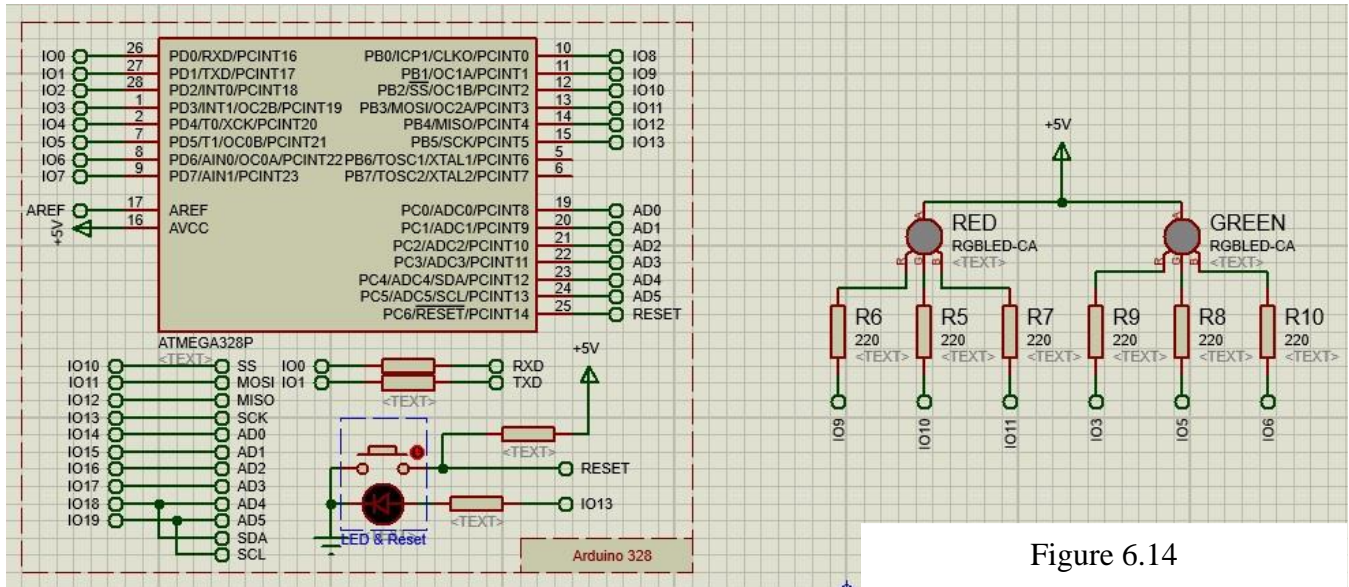 IO0 26 PD0/RXD/PCINT16 PB0/ICP1/CLKO/PCINT0 10 IO8
IO1 27 PD1/TXD/PCINT17 PB1/OC1A/PCINT1 11 IO9
IO2 28 PD2/INT0/PCINT18 PB2/SS/OC1B/PCINT2 12 IO10
IO3 1 PD3/INT1/OC2B/PCINT19 PB3/MOSI/OC2A/PCINT3 13 IO11
IO4 2 PD4/T0/XCK/PCINT20 PB4/MISO/PCINT4 14 IO12
IO5 7 PD5/T1/OC0B/PCINT21 PB5/SCK/PCINT5 15 IO13
IO6 8 PD6/AIN0/OC0A/PCINT22 PB6/TOSC1/XTAL1/PCINT6 5
IO7 9 PD7/AIN1/PCINT23 PB7/TOSC2/XTAL2/PCINT7 6
AREF 17 AREF PC0/ADC0/PCINT8 19 AD0
+5V 16 AVCC PC1/ADC1/PCINT9 20 AD1
PC2/ADC2/PCINT10 21 AD2
PC3/ADC3/PCINT11 22 AD3
PC4/ADC4/SDA/PCINT12 23 AD4
PC5/ADC5/SCL/PCINT13 24 AD5
PC6/RESET/PCINT14 25 RESET
ATMEGA328P
<TEXT>
IO10 SS
IO11 MOSI
IO12 MISO
IO13 SCK
IO14 AD0
IO15 AD1
IO16 AD2
IO17 AD3
IO18 AD4
IO19 AD5
SDA
SCL
IO0 RXD
IO1 TXD
<TEXT>
+5V
<TEXT>
RESET
IO13
<TEXT>
LED & Reset
Arduino 328
+5V
A
RED
RGBLED-CA
<TEXT>
R G B
A
GREEN
RGBLED-CA
<TEXT>
R G B
R6 R5 R7 R9 R8 R10
220 220 220 220 220 220
<TEXT> <TEXT> <TEXT> <TEXT> <TEXT> <TEXT>
IO9 IO10 IO11 IO3 IO5 IO6
Figure 6.14